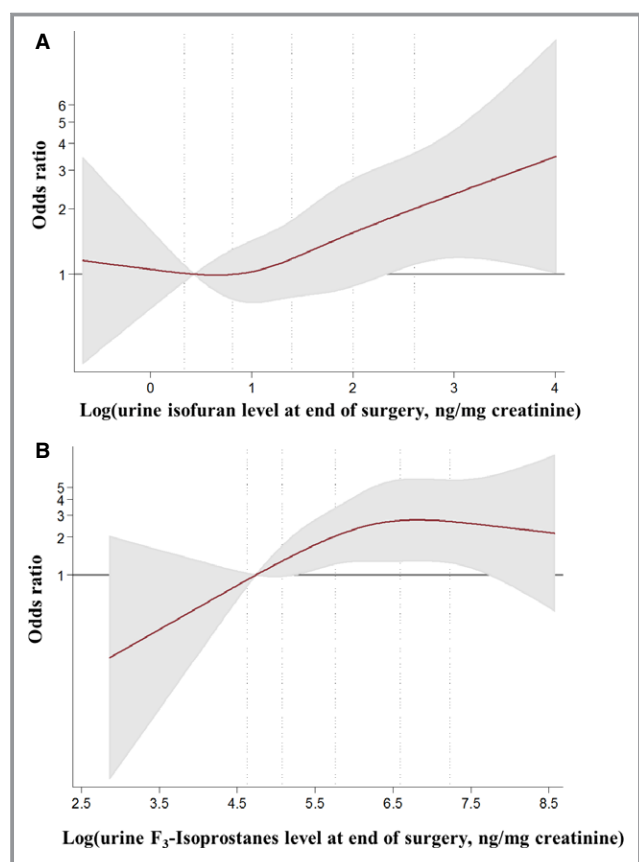 A
6
5
4
3
2
1
Odds ratio
0 1 2 3 4
Log(urine isofuran level at end of surgery, ng/mg creatinine)
B
5
4
3
2
1
Odds ratio
2.5 3.5 4.5 5.5 6.5 7.5 8.5
Log(urine F₃-Isoprostanes level at end of surgery, ng/mg creatinine)